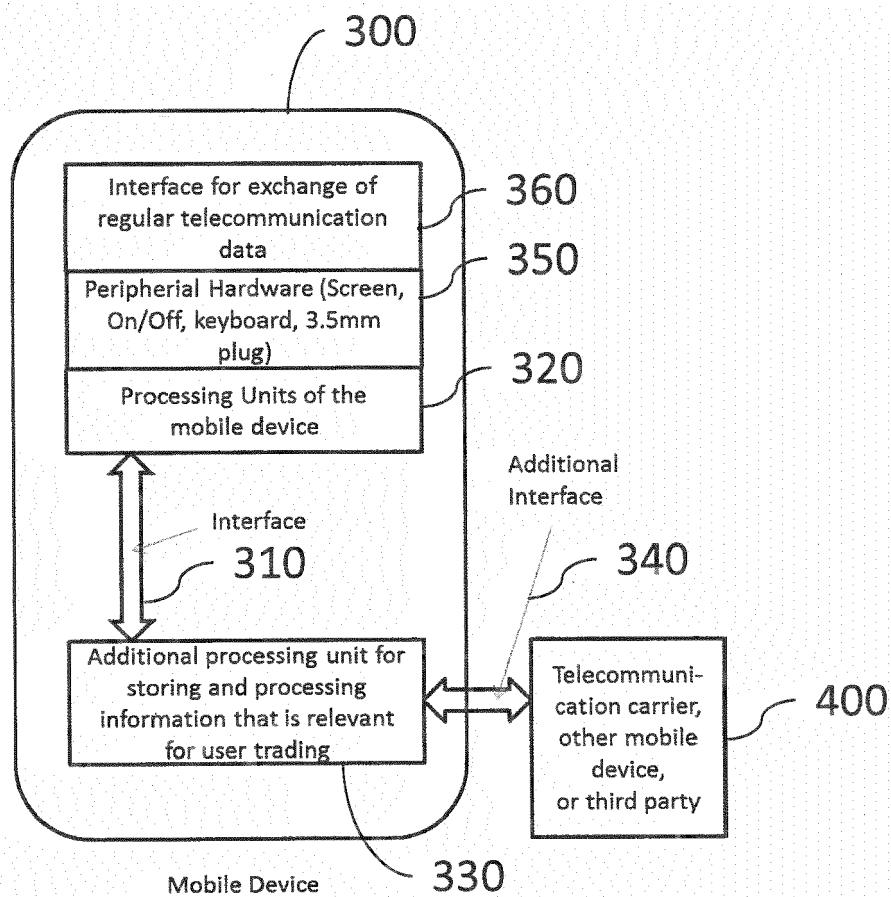 300
Interface for exchange of
regular telecommunication
data
360
Peripherial Hardware (Screen,
On/Off, keyboard, 3.5mm
plug)
350
Processing Units of the
mobile device
320
Additional
Interface
Interface
310
340
Additional processing unit for
storing and processing
information that is relevant
for user trading
Telecommuni-
cation carrier,
other mobile
device,
or third party
400
Mobile Device
330